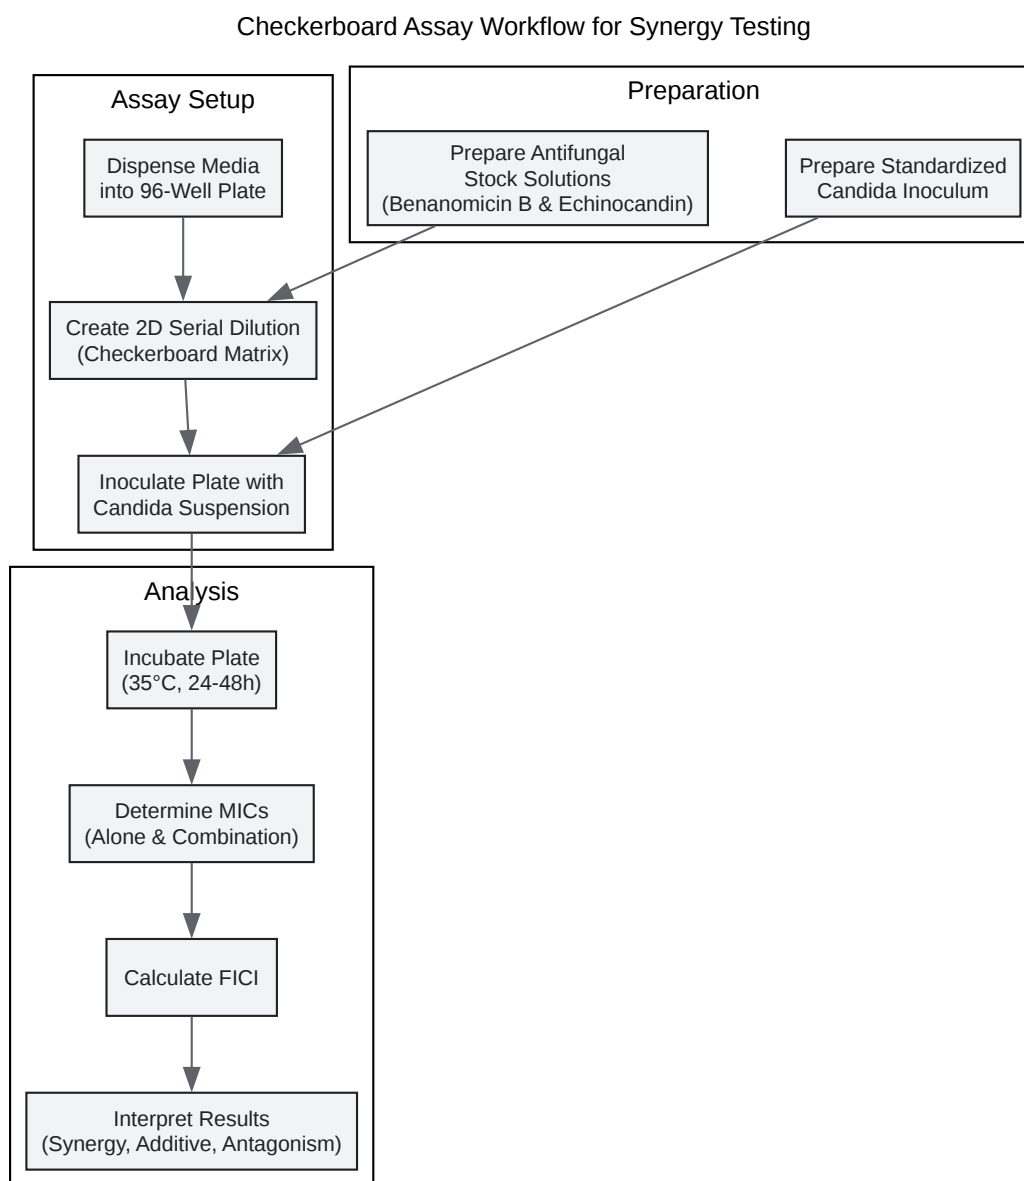 Checkerboard Assay Workflow for Synergy Testing
Assay Setup
Dispense Media
into 96-Well Plate
Create 2D Serial Dilution
(Checkerboard Matrix)
Inoculate Plate with
Candida Suspension
Preparation
Prepare Antifungal
Stock Solutions
(Benanomicin B & Echinocandin)
Prepare Standardized
Candida Inoculum
Analysis
Incubate Plate
(35°C, 24-48h)
Determine MICs
(Alone & Combination)
Calculate FICI
Interpret Results
(Synergy, Additive, Antagonism)